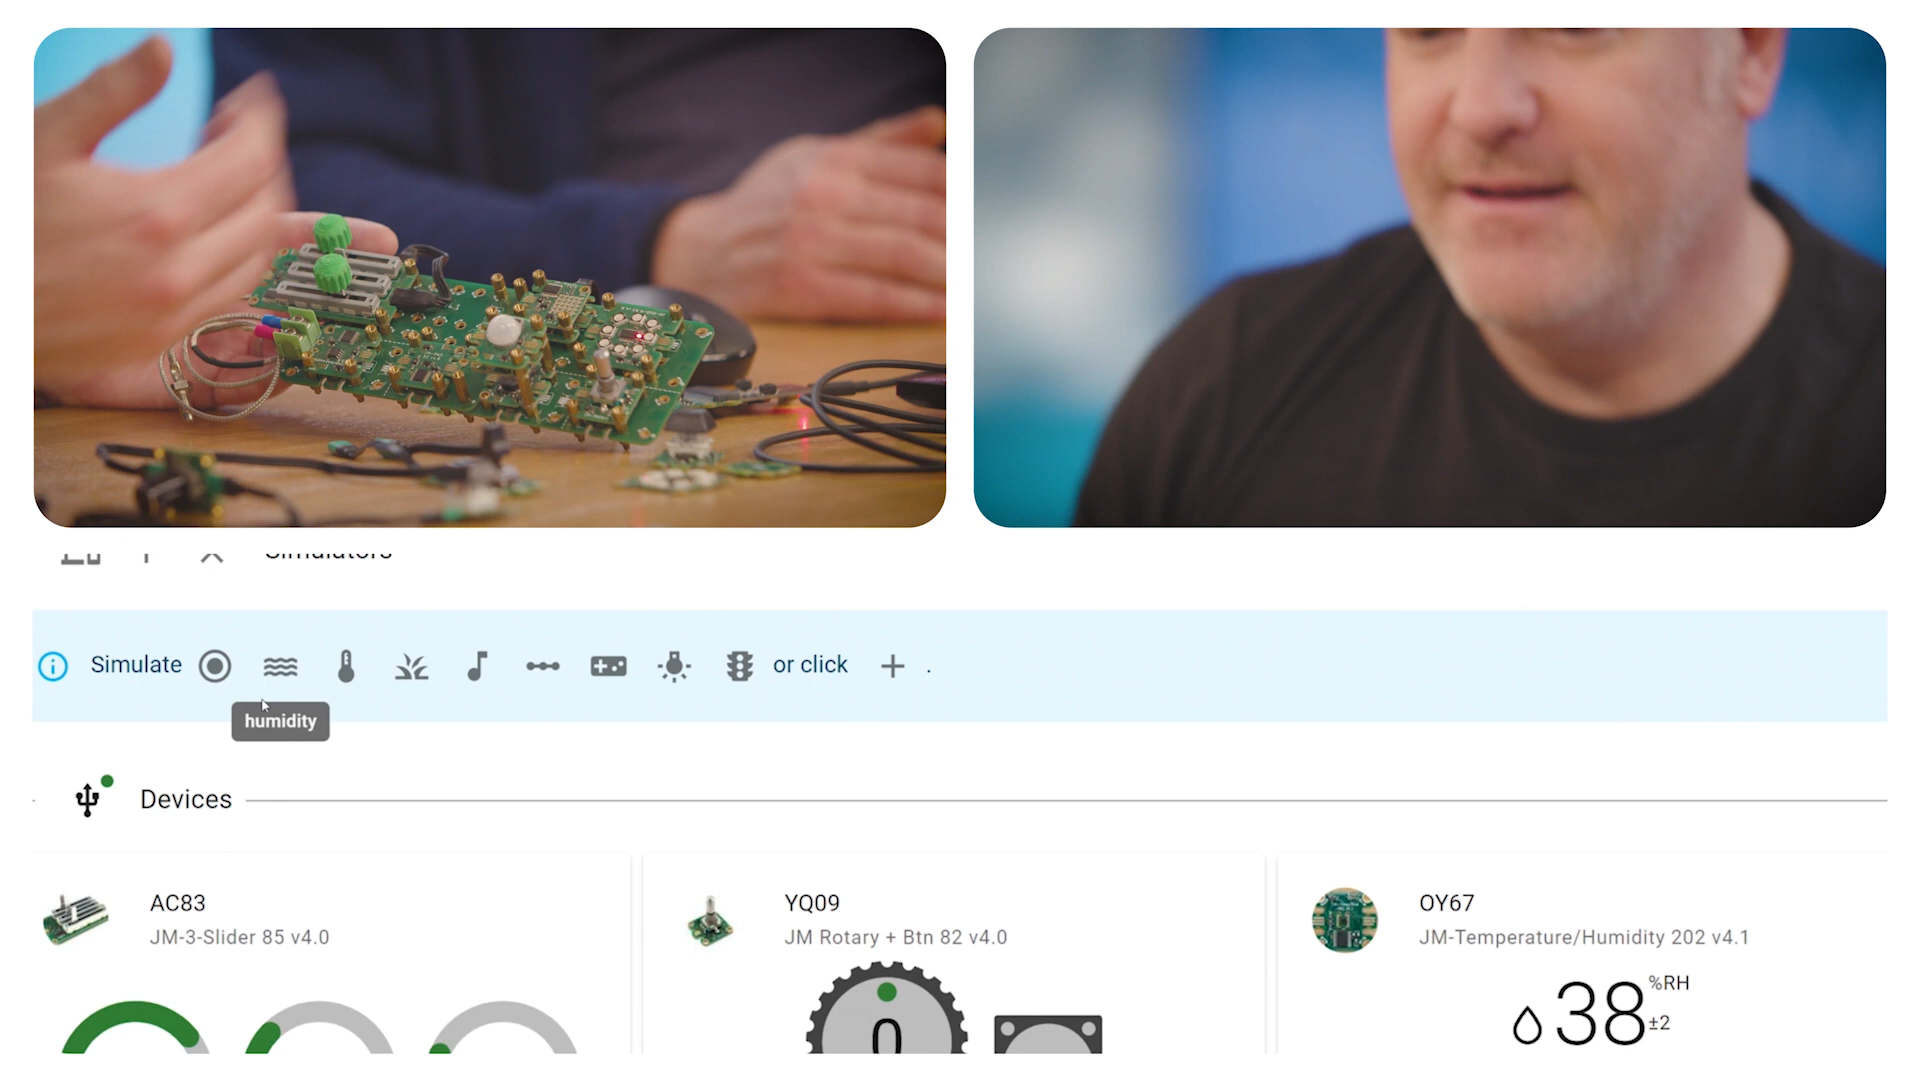 Simulators
Simulate or click + .
humidity
Devices
AC83
JM-3-Slider 85 v4.0
YQ09
JM Rotary + Btn 82 v4.0
0
OY67
JM-Temperature/Humidity 202 v4.1
38 %RH
±2